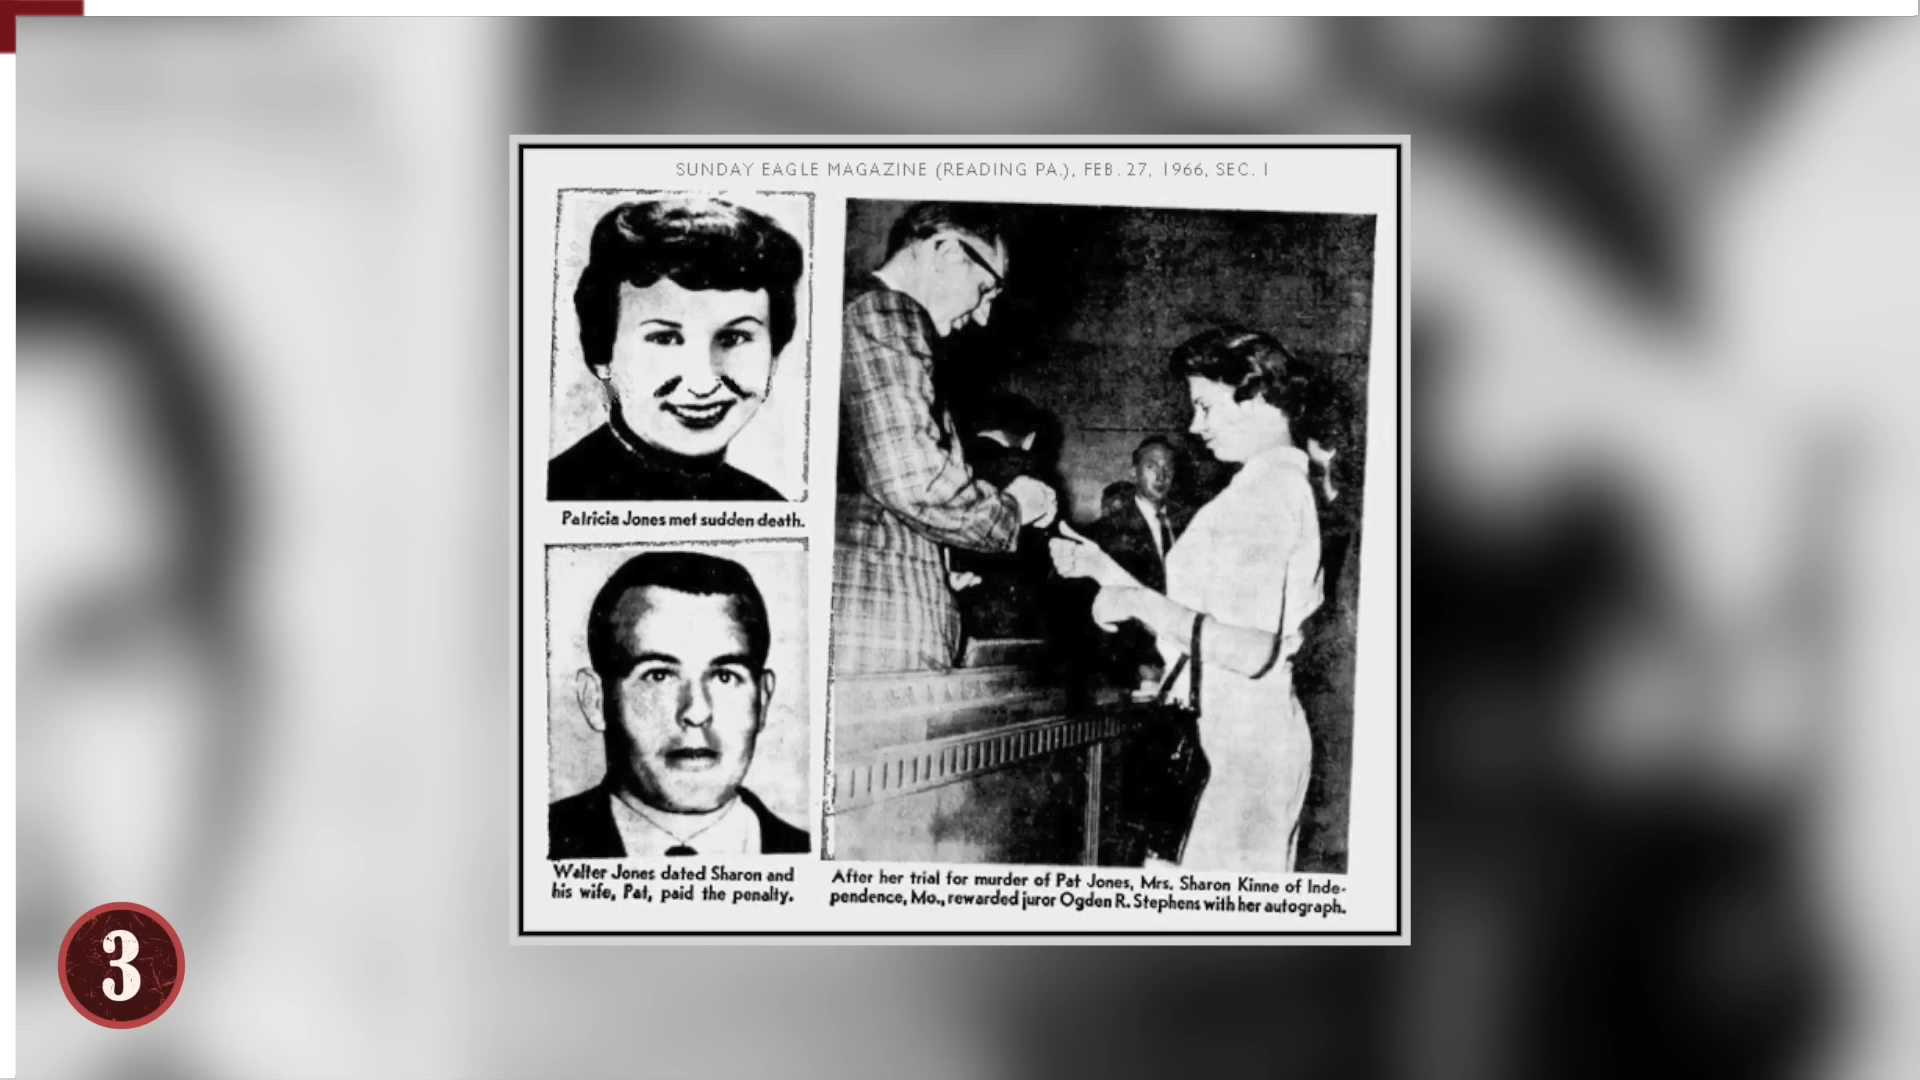 SUNDAY EAGLE MAGAZINE (READING PA.), FEB. 27, 1966, SEC. 1
Patricia Jones met sudden death.
Walter Jones dated Sharon and
his wife, Pat, paid the penalty.
After her trial for murder of Pat Jones, Mrs. Sharon Kinne of Inde-
pendence, Mo., rewarded juror Ogden R. Stephens with her autograph.
3